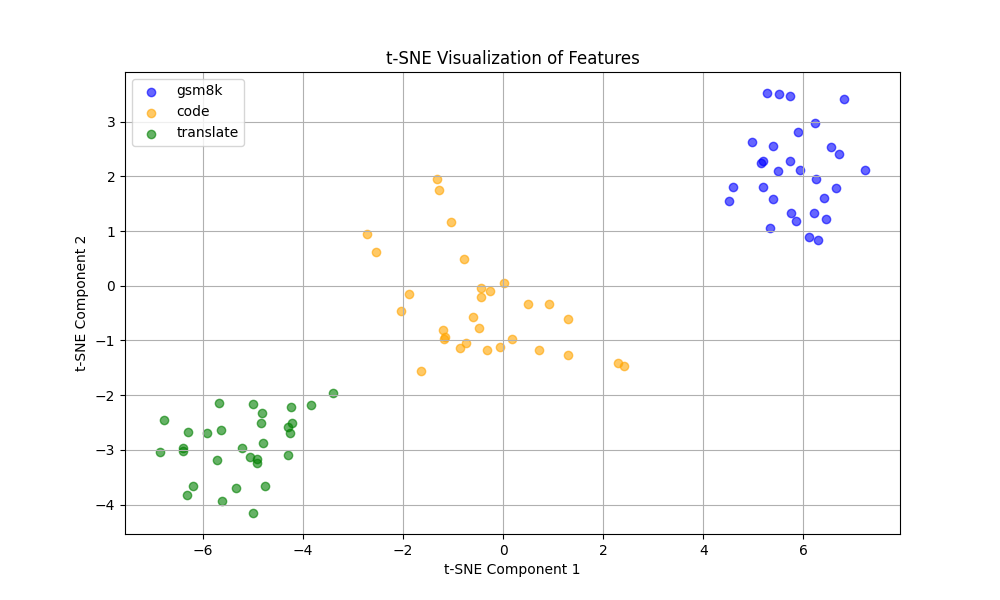 t-SNE Visualization of Features
gsm8k
code
translate
t-SNE Component 2
3
2
1
0
−1
−2
−3
−4
−6
−4
−2
0
2
4
6
t-SNE Component 1